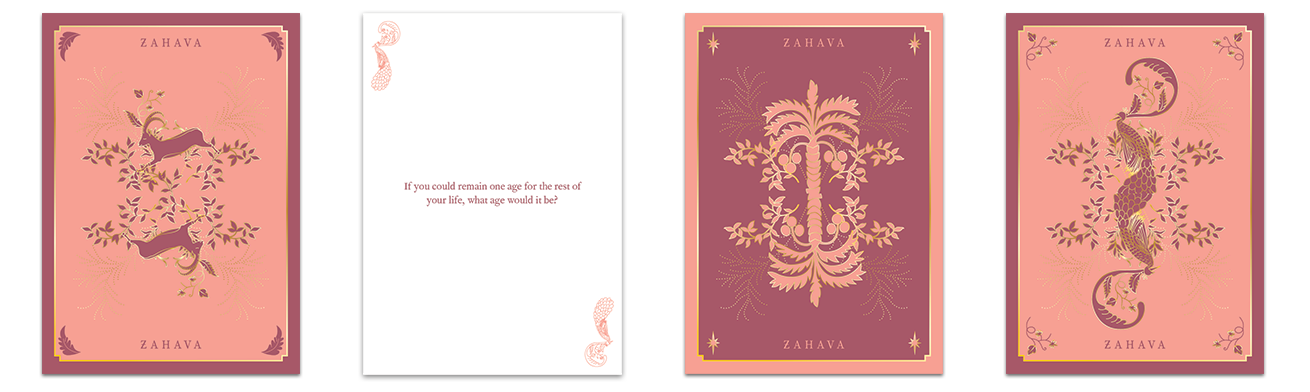 ZAHAVA
ZAHAVA
If you could remain one age for the rest of
your life, what age would it be?
ZAHAVA
ZAHAVA
ZAHAVA
ZAHAVA